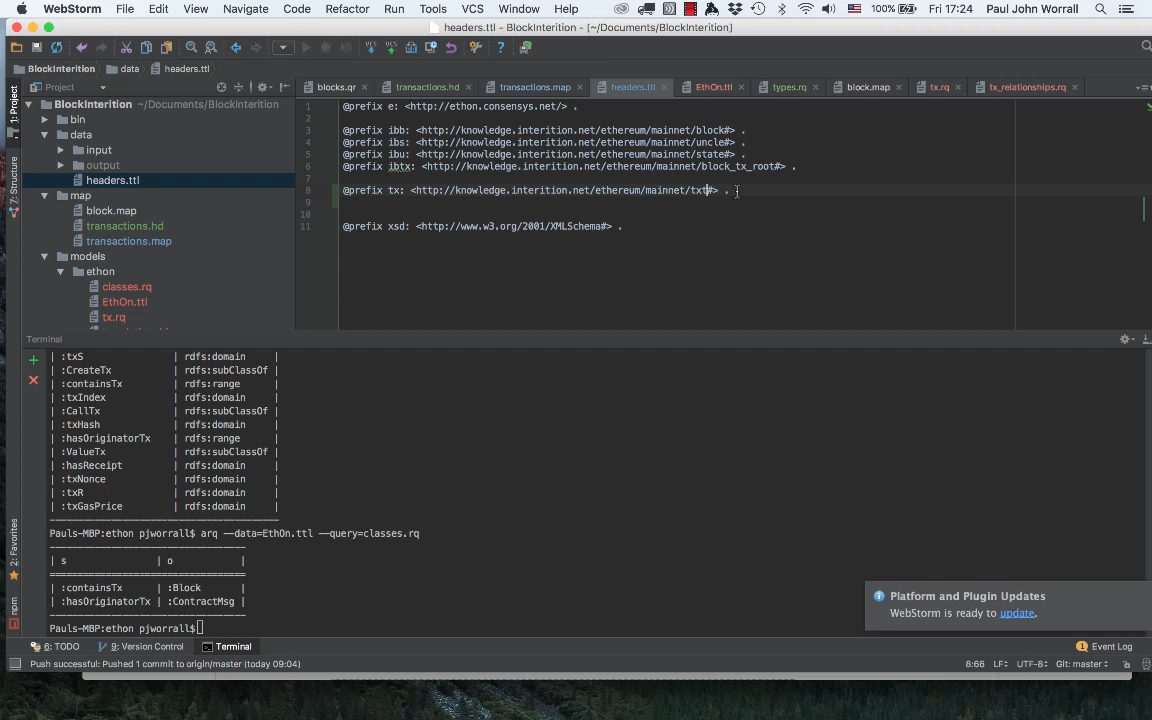 WebStorm File Edit View Navigate Code Refactor Run Tools VCS Window Help 100% Fri 17:24 Paul John Worrall
headers.ttl - BlockInterition - [~/Documents/BlockInterition]
BlockInterition data headers.ttl
Project
blocks.qr transactions.hd transactions.map headers.ttl EthOn.ttl types.rq block.map tx.rq tx_relationships.rq
1: Project
7: Structure
2: Favorites
npm
BlockInterition ~/Documents/BlockInterition
bin
data
input
output
headers.ttl
map
block.map
transactions.hd
transactions.map
models
ethon
classes.rq
EthOn.ttl
tx.rq
1 @prefix e: <http://ethon.consensys.net/> .
2
3 @prefix ibb: <http://knowledge.interition.net/ethereum/mainnet/block#> .
4 @prefix ibs: <http://knowledge.interition.net/ethereum/mainnet/uncle#> .
5 @prefix ibu: <http://knowledge.interition.net/ethereum/mainnet/state#> .
6 @prefix ibtx: <http://knowledge.interition.net/ethereum/mainnet/block_tx_root#> .
7
8 @prefix tx: <http://knowledge.interition.net/ethereum/mainnet/txt#> .
9
10
11 @prefix xsd: <http://www.w3.org/2001/XMLSchema#> .
Terminal
| :txS | rdfs:domain |
| :CreateTx | rdfs:subClassOf |
| :containsTx | rdfs:range |
| :txIndex | rdfs:domain |
| :CallTx | rdfs:subClassOf |
| :txHash | rdfs:domain |
| :hasOriginatorTx | rdfs:range |
| :ValueTx | rdfs:subClassOf |
| :hasReceipt | rdfs:domain |
| :txNonce | rdfs:domain |
| :txR | rdfs:domain |
| :txGasPrice | rdfs:domain |
Pauls-MBP:ethon pjworrall$ arq --data=EthOn.ttl --query=classes.rq
| s | o |
| :containsTx | :Block |
| :hasOriginatorTx | :ContractMsg |
Pauls-MBP:ethon pjworrall$
Platform and Plugin Updates
WebStorm is ready to update.
6: TODO 9: Version Control Terminal 1 Event Log
Push successful: Pushed 1 commit to origin/master (today 09:04) 8:66 LF÷ UTF-8÷ Git: master÷